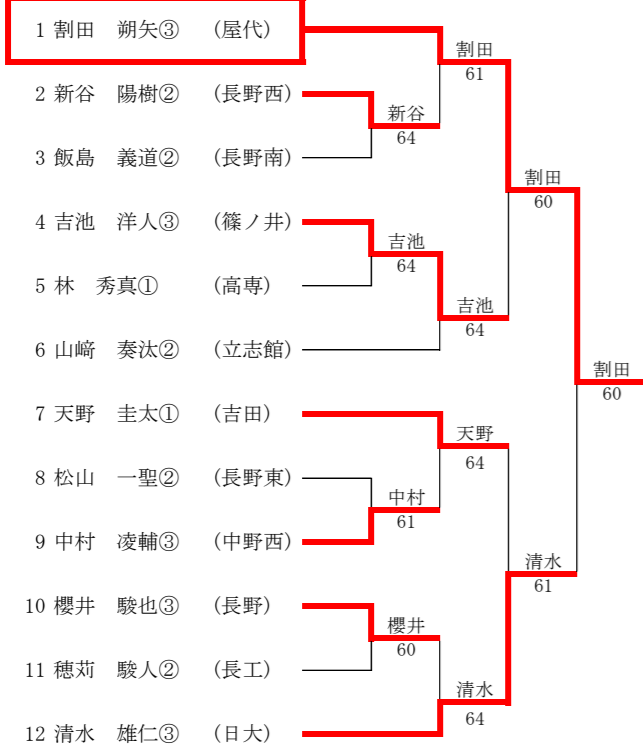 1 割田　朔矢③　(屋代)
割田
61
2 新谷　陽樹②　(長野西)
新谷
64
3 飯島　義道②　(長野南)
割田
60
4 吉池　洋人③　(篠ノ井)
吉池
64
5 林　秀真①　(高専)
吉池
64
6 山﨑　奏汰②　(立志館)
割田
60
7 天野　圭太①　(吉田)
天野
64
8 松山　一聖②　(長野東)
中村
61
9 中村　凌輔③　(中野西)
清水
61
10 櫻井　駿也③　(長野)
櫻井
60
11 穂苅　駿人②　(長工)
清水
64
12 清水　雄仁③　(日大)